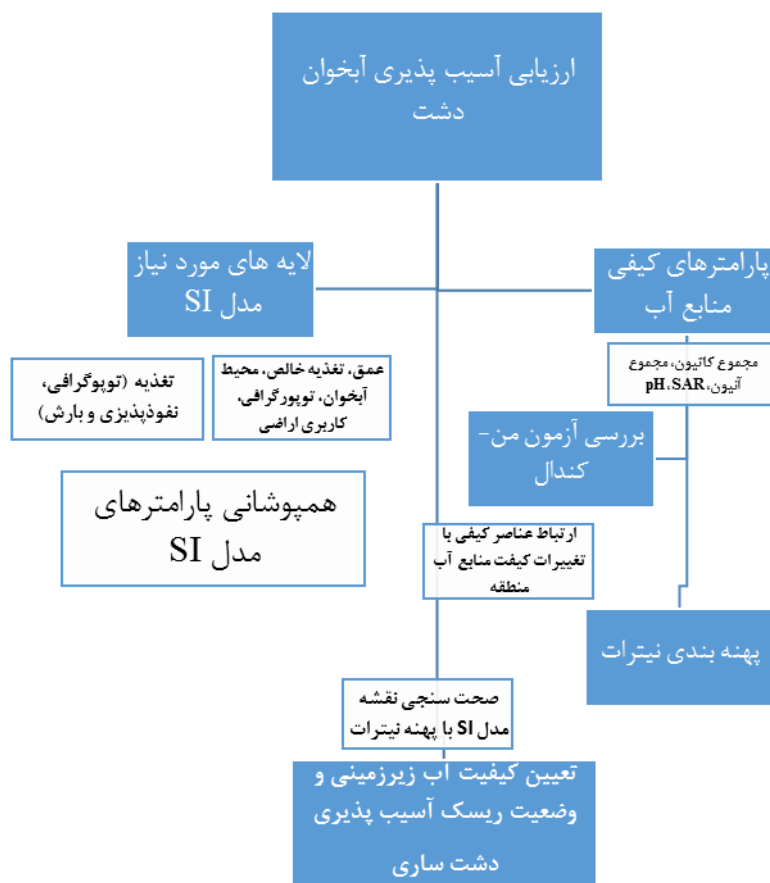 ارزیابی آسیب پذیری آبخوان
دشت
لایه های مورد نیاز
مدل SI
پارامترهای کیفی
منابع آب
تغذیه (توپوگرافی،
نفوذپذیزی و بارش)
عمق، تغذیه خالص، محیط
آبخوان، توپورگرافی،
کاربری اراضی
مجموع کاتیون، مجموع
آنیون، pH، SAR
بررسی آزمون من-
کندال
همپوشانی پارامترهای
مدل SI
ارتباط عناصر کیفی با
تغییرات کیفت منابع آب
منطقه
پهنه بندی نیترات
صحت سنجی نقشه
مدل SI با پهنه نیترات
تعیین کیفیت آب زیرزمینی و
وضعیت ریسک آسیب پذیری
دشت ساری